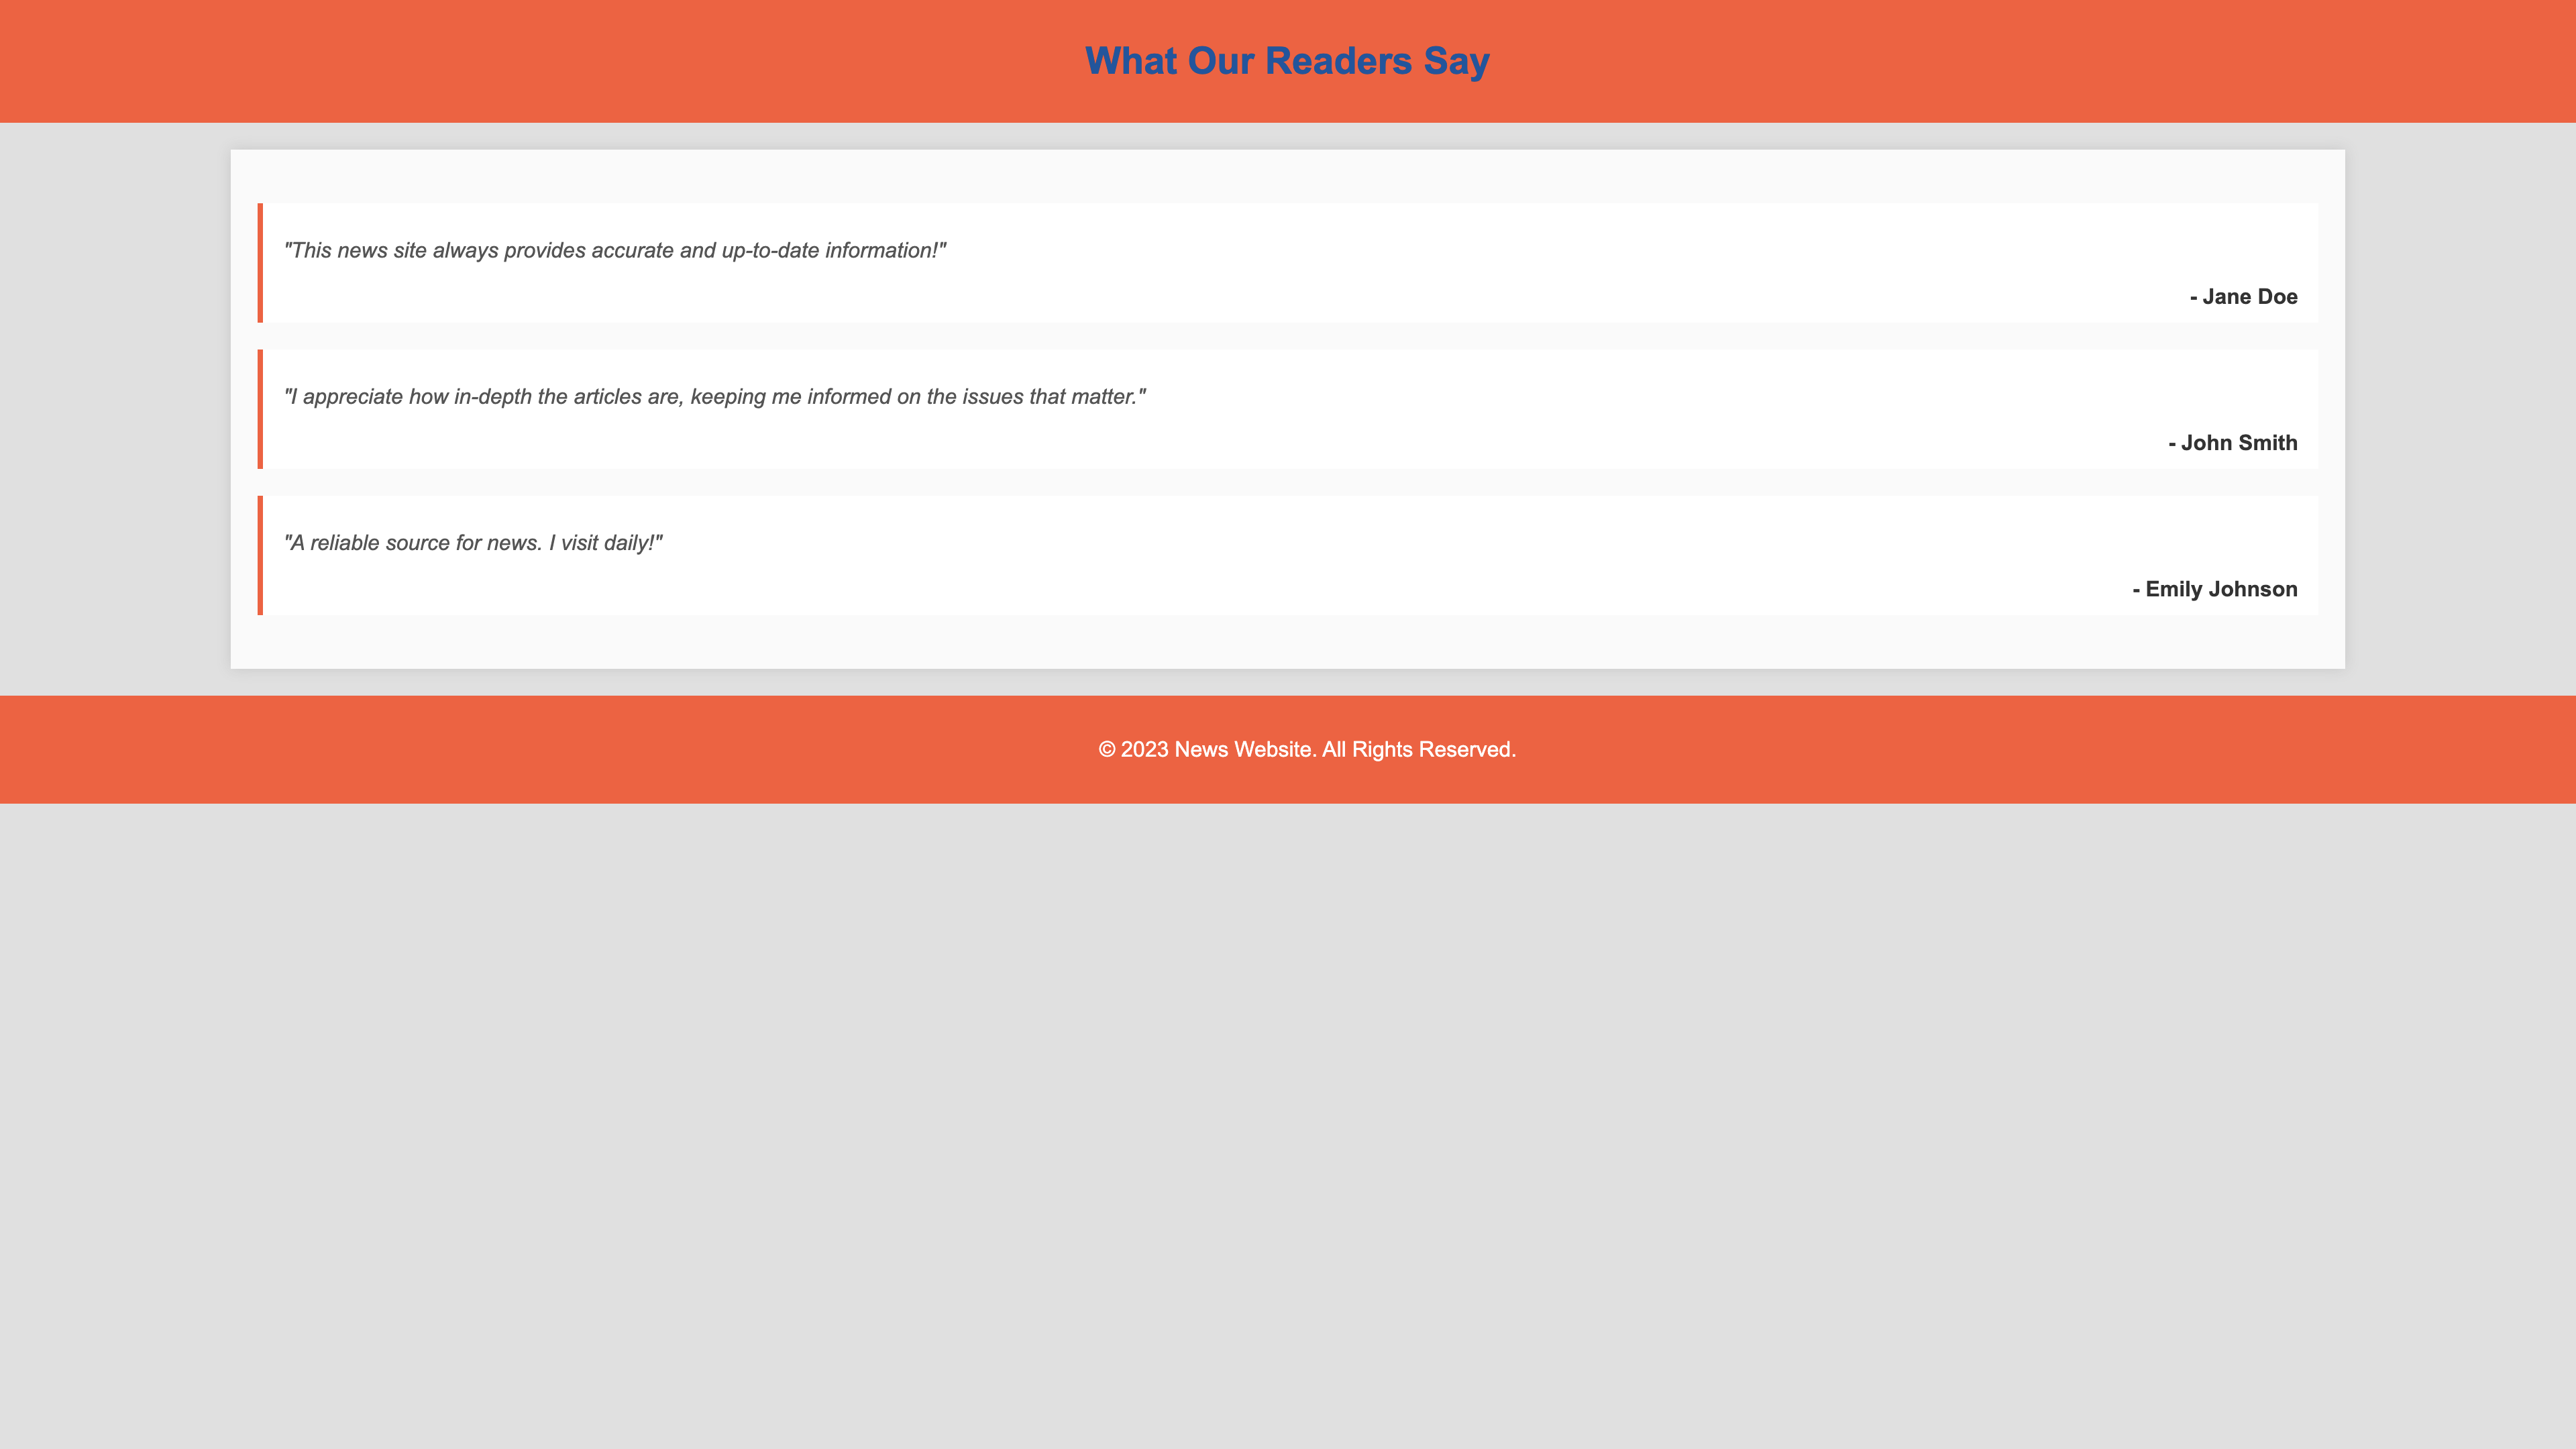 What Our Readers Say
"This news site always provides accurate and up-to-date information!"
- Jane Doe
"I appreciate how in-depth the articles are, keeping me informed on the issues that matter."
- John Smith
"A reliable source for news. I visit daily!"
- Emily Johnson
© 2023 News Website. All Rights Reserved.